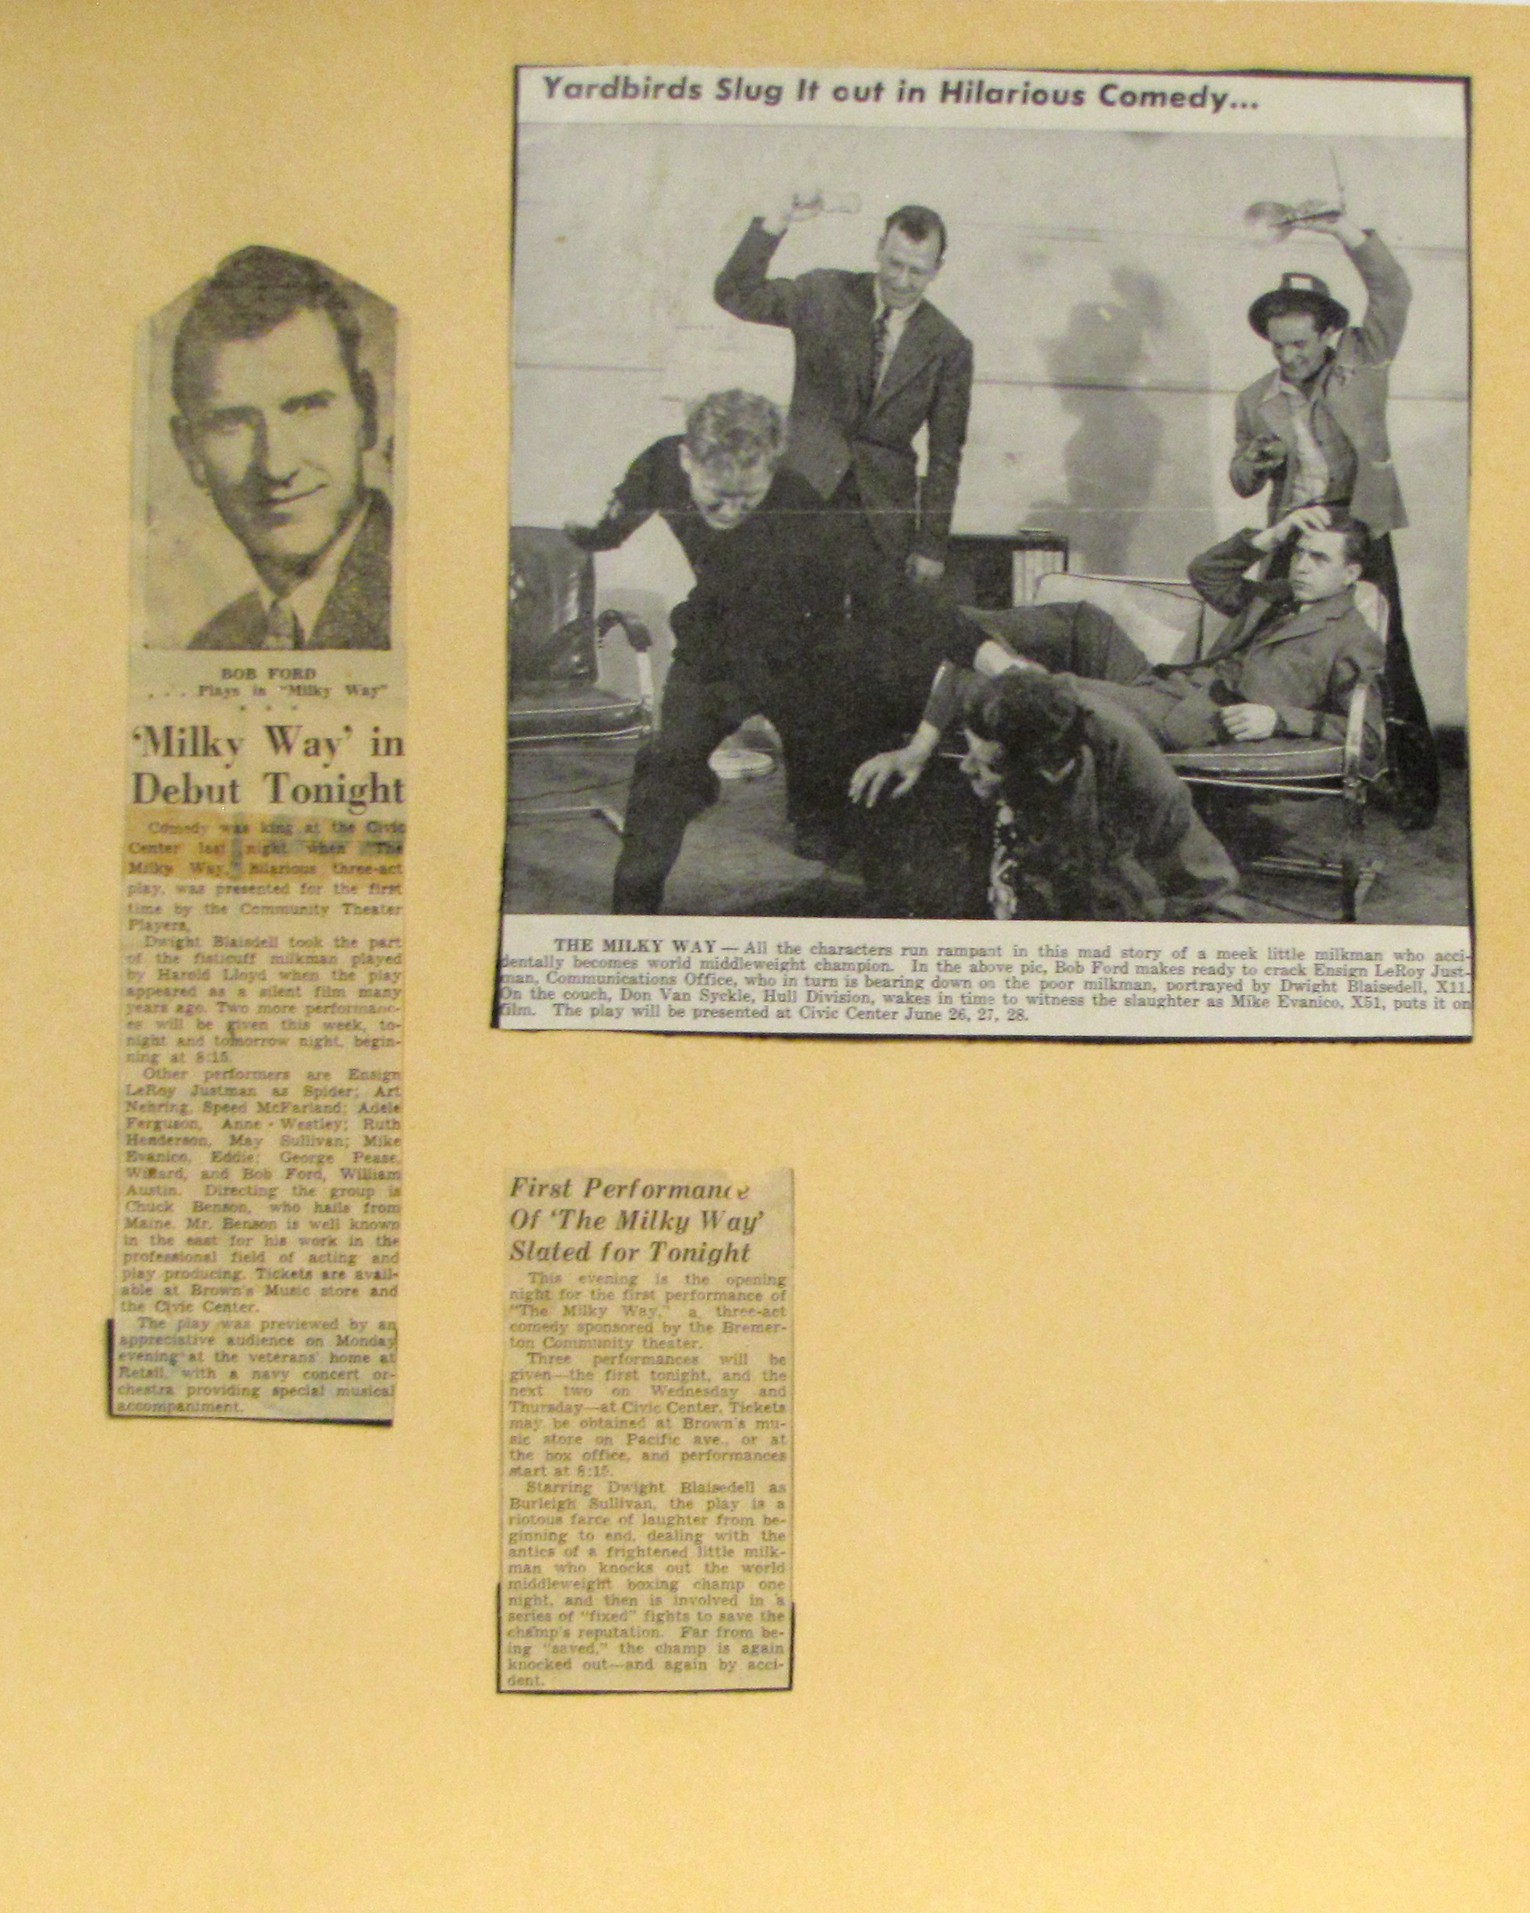 Yardbirds Slug It out in Hilarious Comedy...
THE MILKY WAY — All the characters run rampant in this mad story of a meek little milkman who acci-
dentally becomes world middleweight champion. In the above pic, Bob Ford makes ready to crack Ensign LeRoy Just-
man, Communications Office, who in turn is bearing down on the poor milkman, portrayed by Dwight Blaisedell, X11.
On the couch, Don Van Syckle, Hull Division, wakes in time to witness the slaughter as Mike Evanico, X51, puts it on
film. The play will be presented at Civic Center June 26, 27, 28.
BOB FORD
. . . Plays in "Milky Way"
'Milky Way' in
Debut Tonight
Comedy was king at the Civic
Center last night when "The
Milky Way," hilarious three-act
play, was presented for the first
time by the Community Theater
Players.
Dwight Blaisdell took the part
of the fisticuff milkman played
by Harold Lloyd when the play
appeared as a silent film many
years ago. Two more performanc-
es will be given this week, to-
night and tomorrow night, begin-
ning at 8:15.
Other performers are Ensign
LeRoy Justman as Spider; Art
Nehring, Speed McFarland; Adele
Ferguson, Anne Westley; Ruth
Henderson, May Sullivan; Mike
Evanico, Eddie; George Pease,
Willard, and Bob Ford, William
Austin. Directing the group is
Chuck Benson, who hails from
Maine. Mr. Benson is well known
in the east for his work in the
professional field of acting and
play producing. Tickets are avail-
able at Brown's Music store and
the Civic Center.
The play was previewed by an
appreciative audience on Monday
evening at the veterans' home at
Retsil, with a navy concert or-
chestra providing special musical
accompaniment.
First Performance
Of 'The Milky Way'
Slated for Tonight
This evening is the opening
night for the first performance of
"The Milky Way," a three-act
comedy sponsored by the Bremer-
ton Community theater.
Three performances will be
given—the first tonight, and the
next two on Wednesday and
Thursday—at Civic Center. Tickets
may be obtained at Brown's mu-
sic store on Pacific ave., or at
the box office, and performances
start at 8:15.
Starring Dwight Blaisedell as
Burleigh Sullivan, the play is a
riotous farce of laughter from be-
ginning to end, dealing with the
antics of a frightened little milk-
man who knocks out the world
middleweight boxing champ one
night, and then is involved in a
series of "fixed" fights to save the
champ's reputation. Far from be-
ing "saved," the champ is again
knocked out—and again by acci-
dent.